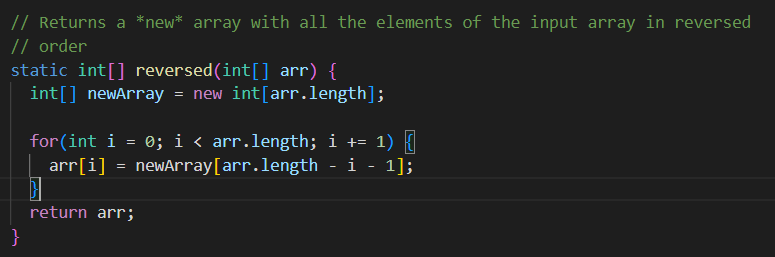 // Returns a *new* array with all the elements of the input array in reversed
// order
static int[] reversed(int[] arr) {
  int[] newArray = new int[arr.length];

  for(int i = 0; i < arr.length; i += 1) {
    arr[i] = newArray[arr.length - i - 1];
  }
  return arr;
}